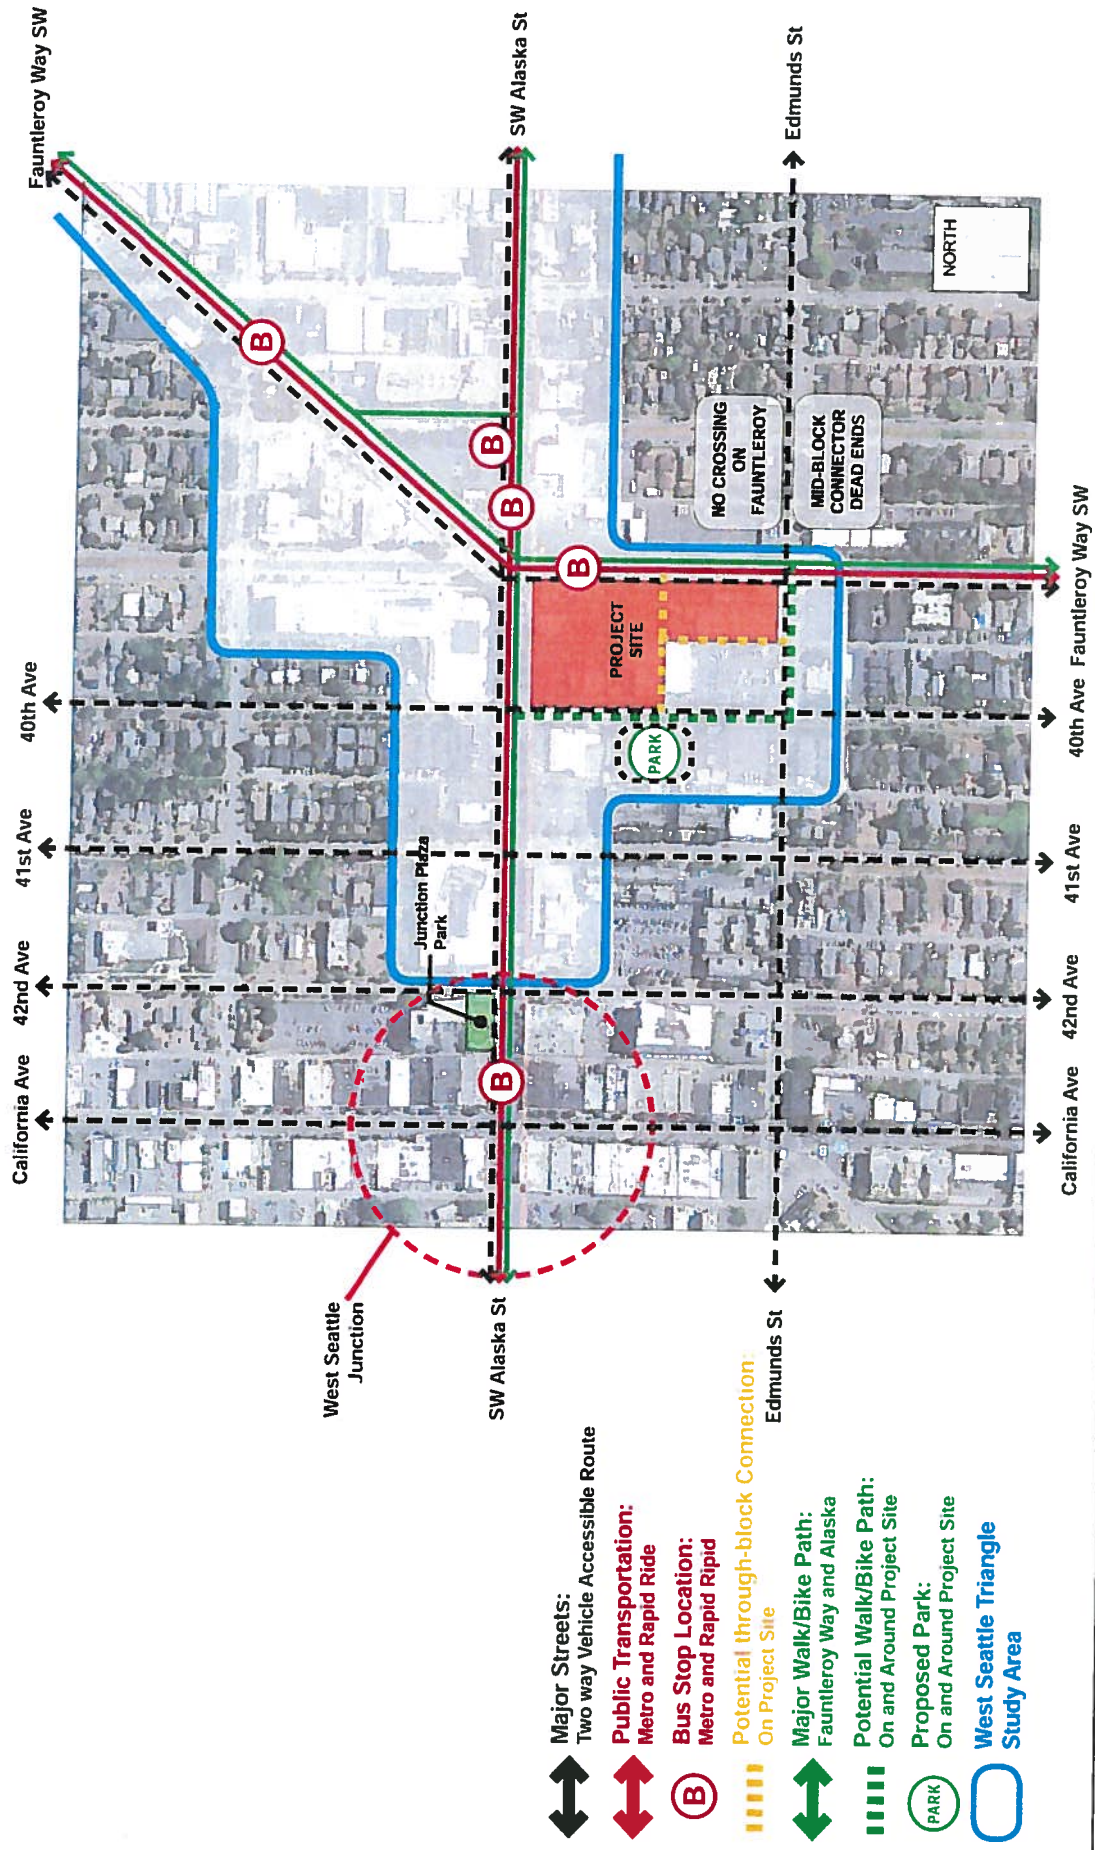 Fauntleroy Way SW
SW Alaska St
Edmunds St
40th Ave
41st Ave
42nd Ave
California Ave
Junction Plaza
Park
PROJECT
SITE
PARK
NO CROSSING
ON
FAUNTLEROY
MID-BLOCK
CONNECTOR
DEAD ENDS
NORTH
B
B
B
B
B
Fauntleroy Way SW
40th Ave
41st Ave
42nd Ave
California Ave
West Seattle
Junction
SW Alaska St
Edmunds St
Major Streets:
Two way Vehicle Accessible Route
Public Transportation:
Metro and Rapid Ride
B
Bus Stop Location:
Metro and Rapid Ripid
Potential through-block Connection:
On Project Site
Major Walk/Bike Path:
Fauntleroy Way and Alaska
Potential Walk/Bike Path:
On and Around Project Site
PARK
Proposed Park:
On and Around Project Site
West Seattle Triangle
Study Area